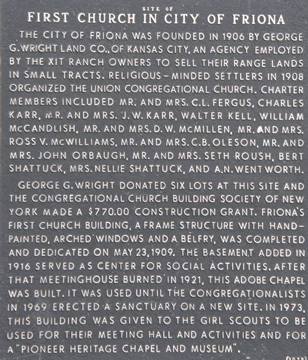 SITE OF
FIRST CHURCH IN CITY OF FRIONA
THE CITY OF FRIONA WAS FOUNDED IN 1906 BY GEORGE
G. WRIGHT LAND CO., OF KANSAS CITY, AN AGENCY EMPLOYED
BY THE XIT RANCH OWNERS TO SELL THEIR RANGE LANDS
IN SMALL TRACTS. RELIGIOUS-MINDED SETTLERS IN 1908
ORGANIZED THE UNION CONGREGATIONAL CHURCH. CHARTER
MEMBERS INCLUDED MR. AND MRS. C.L. FERGUS, CHARLES
KARR, MR. AND MRS. J.W. KARR, WALTER KELL, WILLIAM
McCANDLISH, MR. AND MRS. D.W. McMILLEN, MR. AND MRS.
ROSS V. McWILLIAMS, MR. AND MRS. C.B. OLESON, MR. AND
MRS. JOHN ORBAUGH, MR. AND MRS. SETH ROUSH, BERT
SHATTUCK, MRS. NELLIE SHATTUCK, AND A.N. WENTWORTH.
GEORGE G. WRIGHT DONATED SIX LOTS AT THIS SITE AND
THE CONGREGATIONAL CHURCH BUILDING SOCIETY OF NEW
YORK MADE A $770.00 CONSTRUCTION GRANT. FRIONA'S
FIRST CHURCH BUILDING, A FRAME STRUCTURE WITH HAND-
PAINTED, ARCHED WINDOWS AND A BELFRY, WAS COMPLETED
AND DEDICATED ON MAY 23, 1909. THE BASEMENT ADDED IN
1916 SERVED AS CENTER FOR SOCIAL ACTIVITIES. AFTER
THAT MEETINGHOUSE BURNED IN 1921, THIS ADOBE CHAPEL
WAS BUILT. IT WAS USED UNTIL THE CONGREGATIONALISTS
IN 1969 ERECTED A SANCTUARY ON A NEW SITE. IN 1973,
THIS BUILDING WAS GIVEN TO THE GIRL SCOUTS TO BE
USED FOR THEIR MEETING HALL AND ACTIVITIES AND FOR
A "PIONEER HERITAGE CHAPEL AND MUSEUM".